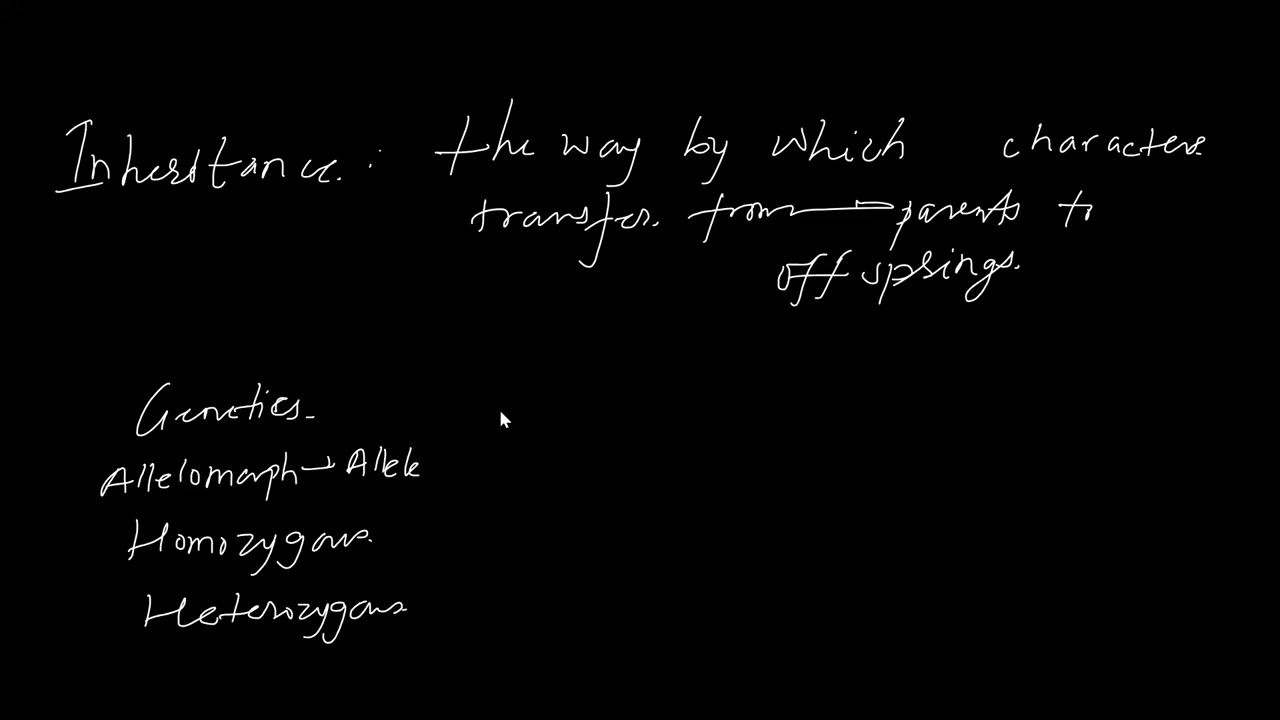 Inheritance : the way by which characters
transfer from parents to
offsprings.
Genetics
Allelomorph → Allele
Homozygous
Heterozygous